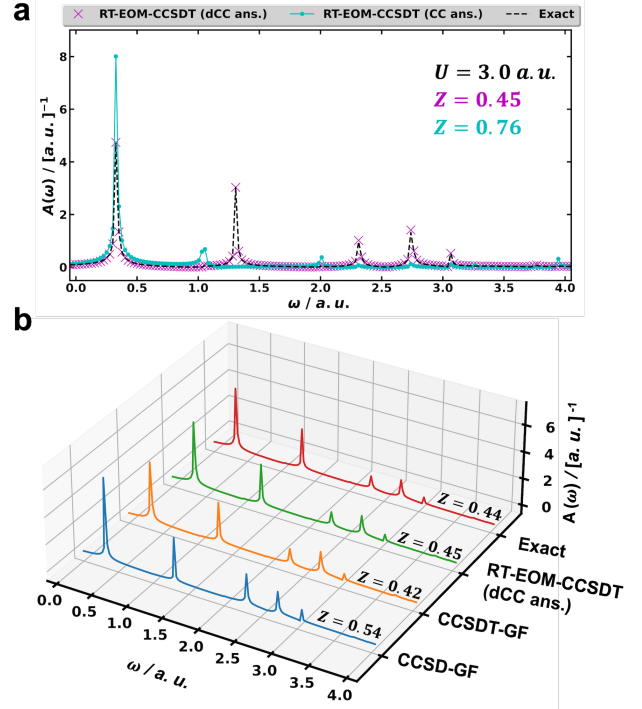 a
RT-EOM-CCSDT (dCC ans.) RT-EOM-CCSDT (CC ans.) Exact
U = 3.0 a.u.
Z = 0.45
Z = 0.76
8
6
4
2
0
A(ω) / [a. u.]⁻¹
0.0 0.5 1.0 1.5 2.0 2.5 3.0 3.5 4.0
ω / a. u.
b
6
4
2
0
A (ω) / [a. u.]⁻¹
Z = 0.44
Z = 0.45
Z = 0.42
Z = 0.54
Exact
RT-EOM-CCSDT
(dCC ans.)
CCSDT-GF
CCSD-GF
0.0 0.5 1.0 1.5 2.0 2.5 3.0 3.5 4.0
ω / a. u.